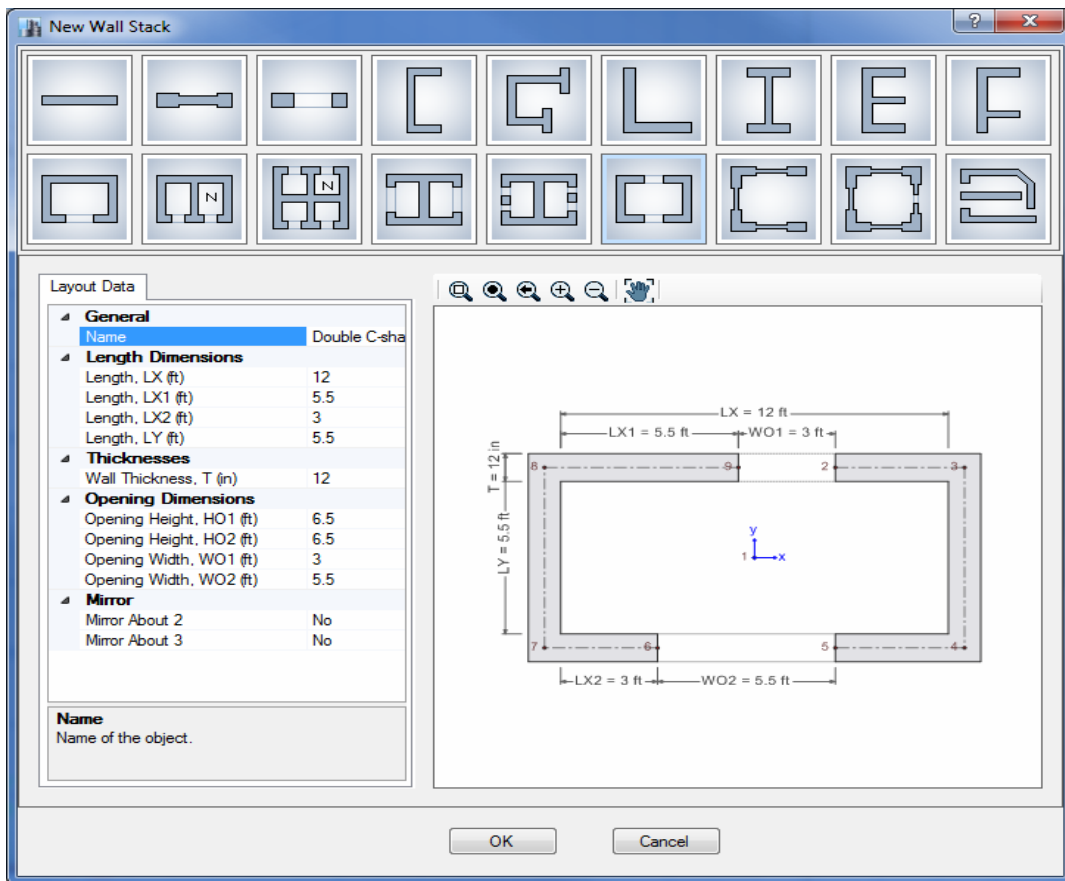 New Wall Stack
?
N
N
Layout Data
General
Name Double C-sha
Length Dimensions
Length, LX (ft) 12
Length, LX1 (ft) 5.5
Length, LX2 (ft) 3
Length, LY (ft) 5.5
Thicknesses
Wall Thickness, T (in) 12
Opening Dimensions
Opening Height, HO1 (ft) 6.5
Opening Height, HO2 (ft) 6.5
Opening Width, WO1 (ft) 3
Opening Width, WO2 (ft) 5.5
Mirror
Mirror About 2 No
Mirror About 3 No
Name
Name of the object.
LX = 12 ft
LX1 = 5.5 ft WO1 = 3 ft
T = 12 in
8 9 2 3
LY = 5.5 ft
y
1 x
7 6 5 4
LX2 = 3 ft WO2 = 5.5 ft
OK Cancel